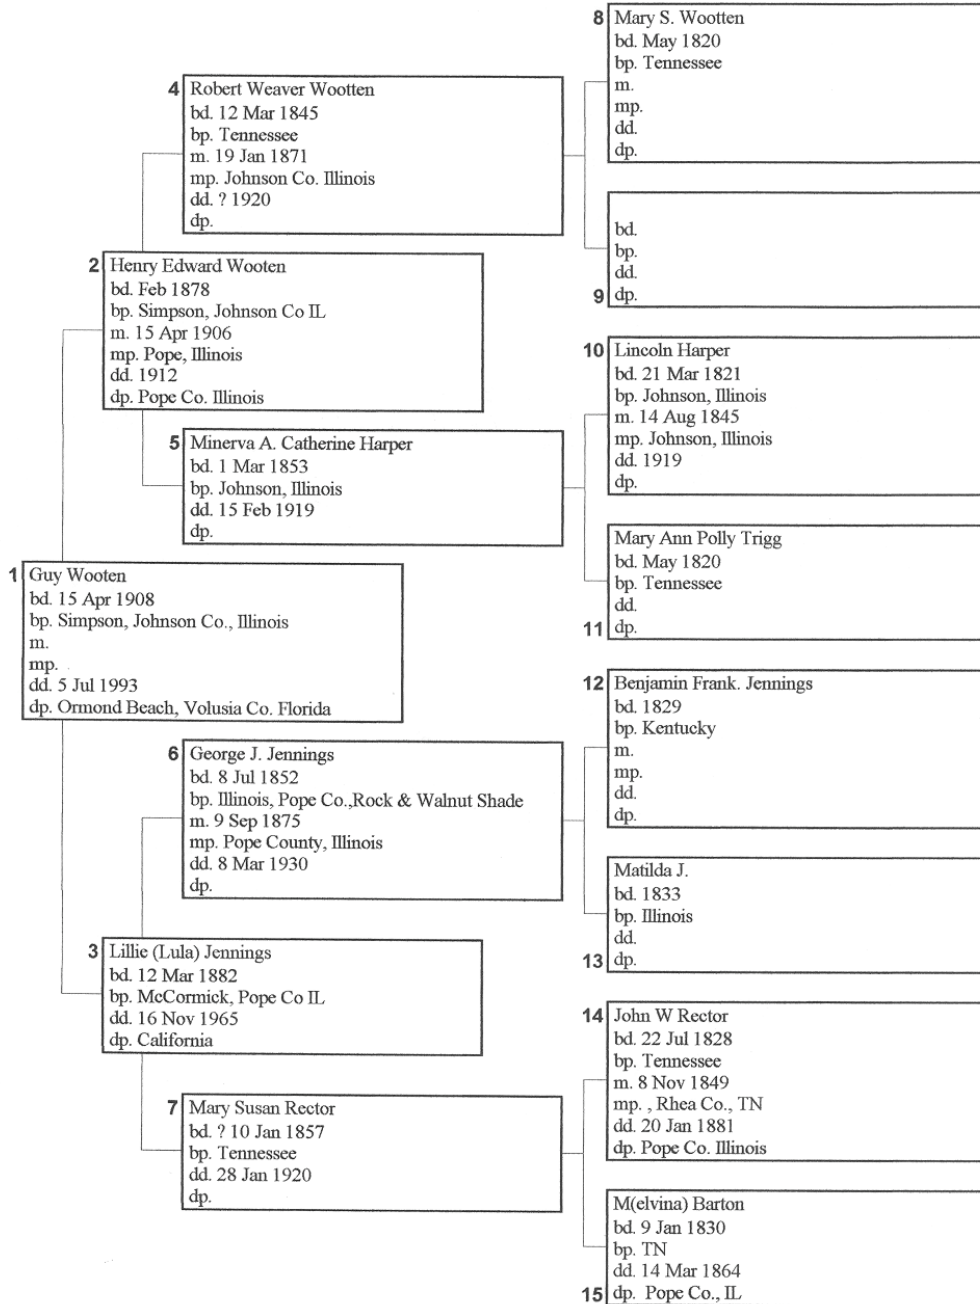 8 Mary S. Wootten
bd. May 1820
bp. Tennessee
m.
mp.
dd.
dp.
4 Robert Weaver Wootten
bd. 12 Mar 1845
bp. Tennessee
m. 19 Jan 1871
mp. Johnson Co. Illinois
dd. ? 1920
dp.
bd.
bp.
dd.
9 dp.
2 Henry Edward Wooten
bd. Feb 1878
bp. Simpson, Johnson Co IL
m. 15 Apr 1906
mp. Pope, Illinois
dd. 1912
dp. Pope Co. Illinois
10 Lincoln Harper
bd. 21 Mar 1821
bp. Johnson, Illinois
m. 14 Aug 1845
mp. Johnson, Illinois
dd. 1919
dp.
5 Minerva A. Catherine Harper
bd. 1 Mar 1853
bp. Johnson, Illinois
dd. 15 Feb 1919
dp.
Mary Ann Polly Trigg
bd. May 1820
bp. Tennessee
dd.
11 dp.
1 Guy Wooten
bd. 15 Apr 1908
bp. Simpson, Johnson Co., Illinois
m.
mp.
dd. 5 Jul 1993
dp. Ormond Beach, Volusia Co. Florida
12 Benjamin Frank. Jennings
bd. 1829
bp. Kentucky
m.
mp.
dd.
dp.
6 George J. Jennings
bd. 8 Jul 1852
bp. Illinois, Pope Co.,Rock & Walnut Shade
m. 9 Sep 1875
mp. Pope County, Illinois
dd. 8 Mar 1930
dp.
Matilda J.
bd. 1833
bp. Illinois
dd.
13 dp.
3 Lillie (Lula) Jennings
bd. 12 Mar 1882
bp. McCormick, Pope Co IL
dd. 16 Nov 1965
dp. California
14 John W Rector
bd. 22 Jul 1828
bp. Tennessee
m. 8 Nov 1849
mp. , Rhea Co., TN
dd. 20 Jan 1881
dp. Pope Co. Illinois
7 Mary Susan Rector
bd. ? 10 Jan 1857
bp. Tennessee
dd. 28 Jan 1920
dp.
M(elvina) Barton
bd. 9 Jan 1830
bp. TN
dd. 14 Mar 1864
15 dp. Pope Co., IL